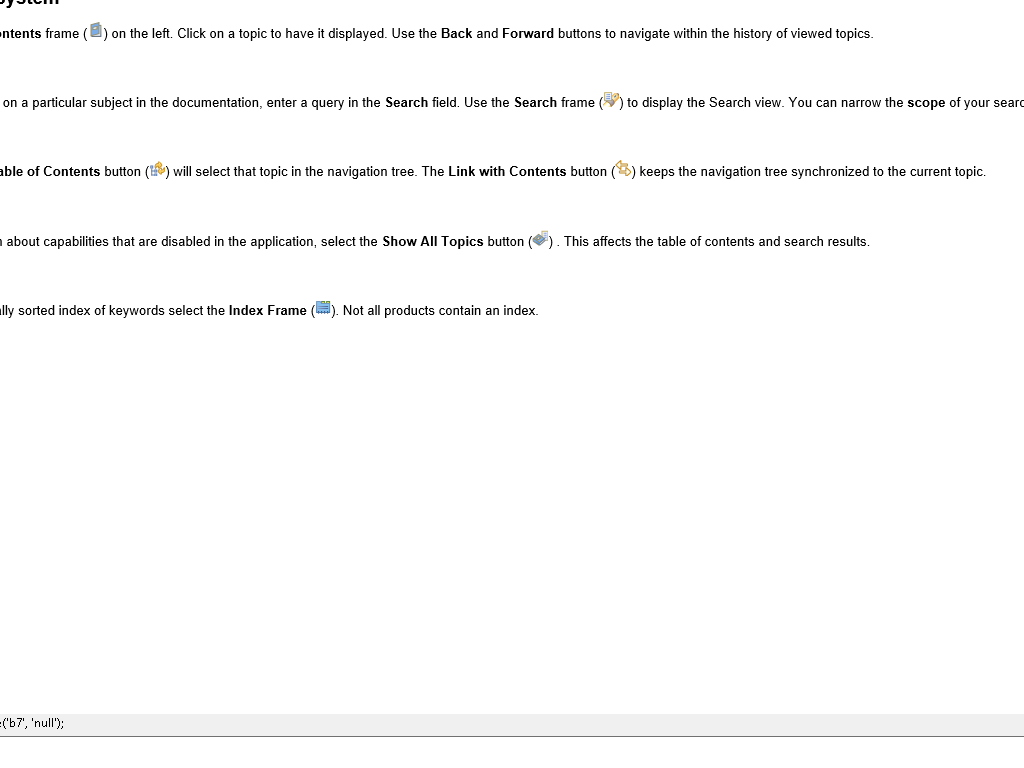 system
ontents frame ( ) on the left. Click on a topic to have it displayed. Use the Back and Forward buttons to navigate within the history of viewed topics.
on a particular subject in the documentation, enter a query in the Search field. Use the Search frame ( ) to display the Search view. You can narrow the scope of your searc
able of Contents button ( ) will select that topic in the navigation tree. The Link with Contents button ( ) keeps the navigation tree synchronized to the current topic.
about capabilities that are disabled in the application, select the Show All Topics button ( ) . This affects the table of contents and search results.
lly sorted index of keywords select the Index Frame ( ). Not all products contain an index.
('b7', 'null');